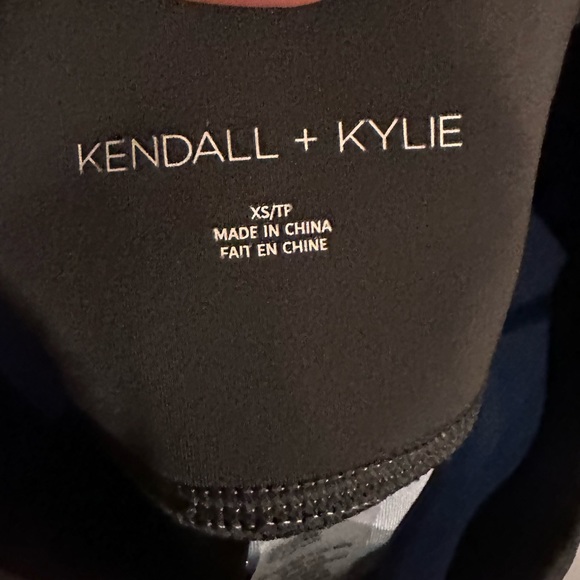 KENDALL + KYLIE
XS/TP
MADE IN CHINA
FAIT EN CHINE